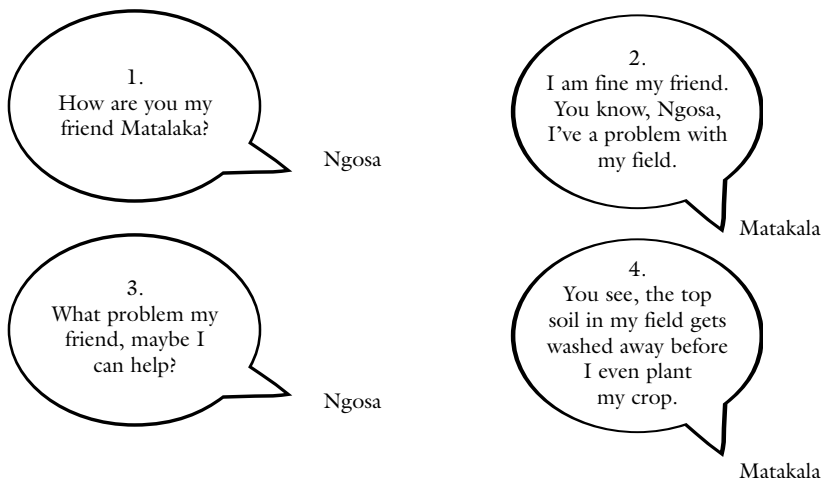 1.
How are you my
friend Matalaka?
Ngosa
2.
I am fine my friend.
You know, Ngosa,
I've a problem with
my field.
Matakala
3.
What problem my
friend, maybe I
can help?
Ngosa
4.
You see, the top
soil in my field gets
washed away before
I even plant
my crop.
Matakala